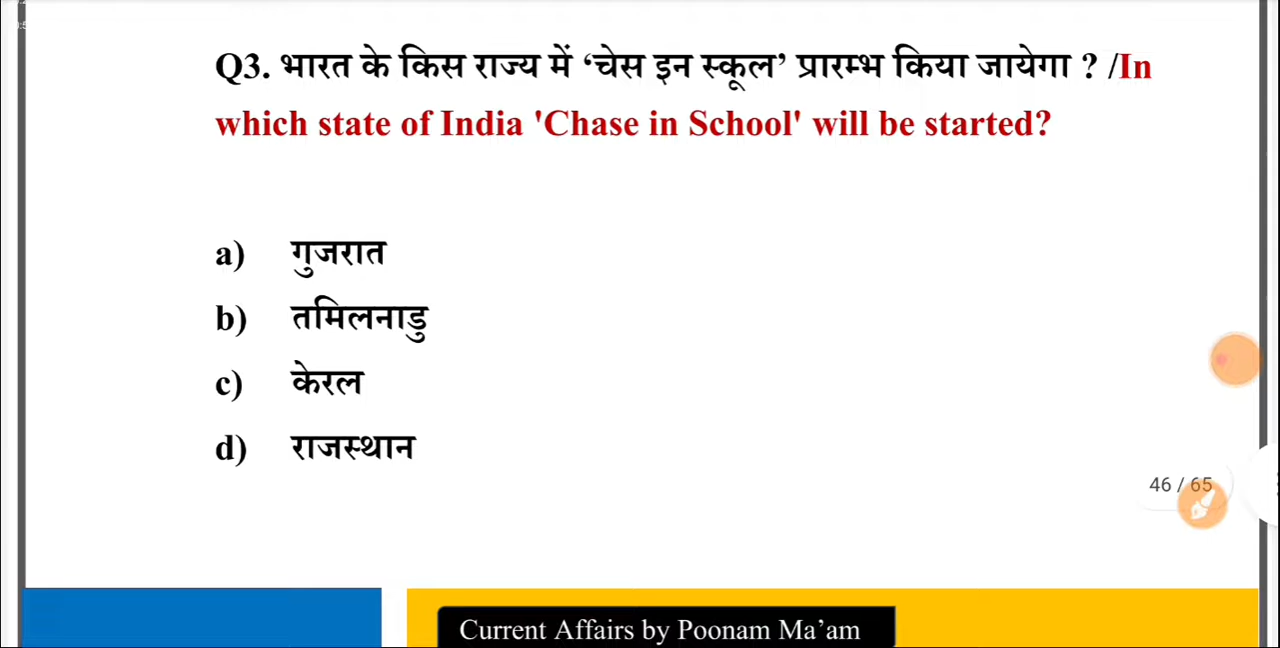 Q3. भारत के किस राज्य में ‘चेस इन स्कूल’ प्रारम्भ किया जायेगा ? /In
which state of India 'Chase in School' will be started?
a) गुजरात
b) तमिलनाडु
c) केरल
d) राजस्थान
46 / 65
Current Affairs by Poonam Ma’am